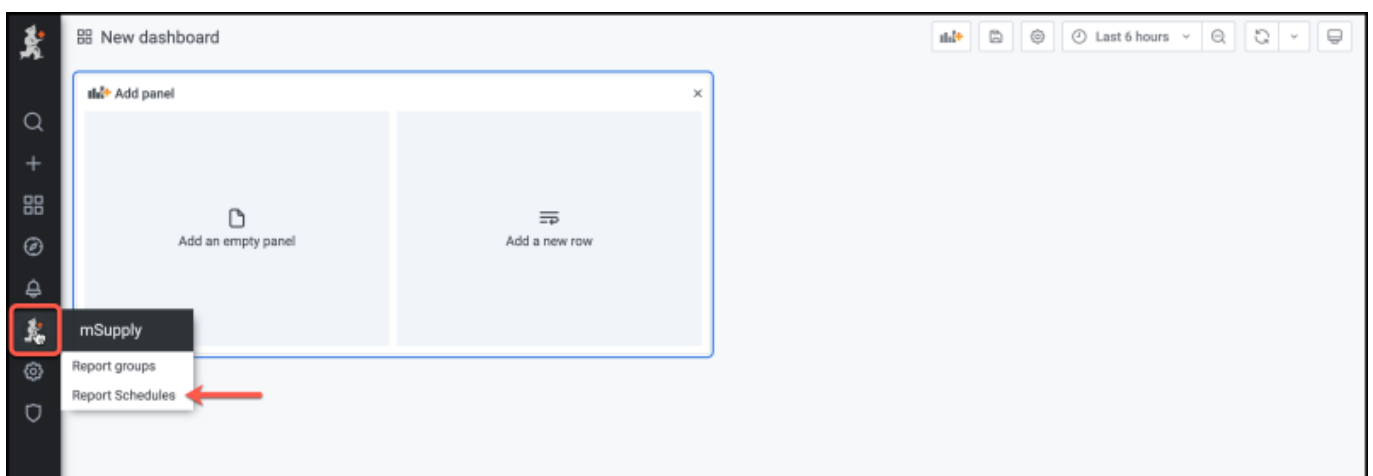 New dashboard
Last 6 hours
Add panel
Add an empty panel
Add a new row
mSupply
Report groups
Report Schedules